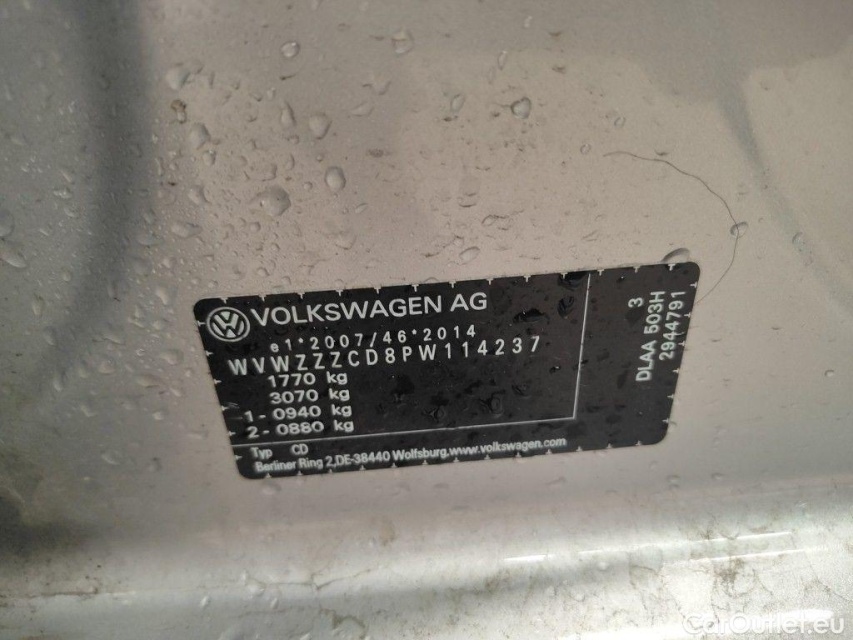 VOLKSWAGEN AG
e1*2007/46*2014
WVWZZZCD8PW114237
1770 kg
3070 kg
1- 0940 kg
2- 0880 kg
Typ CD
Berliner Ring 2,DE-38440 Wolfsburg,www.volkswagen.com
3
DLAA 503H
2944791
CarOutlet.eu